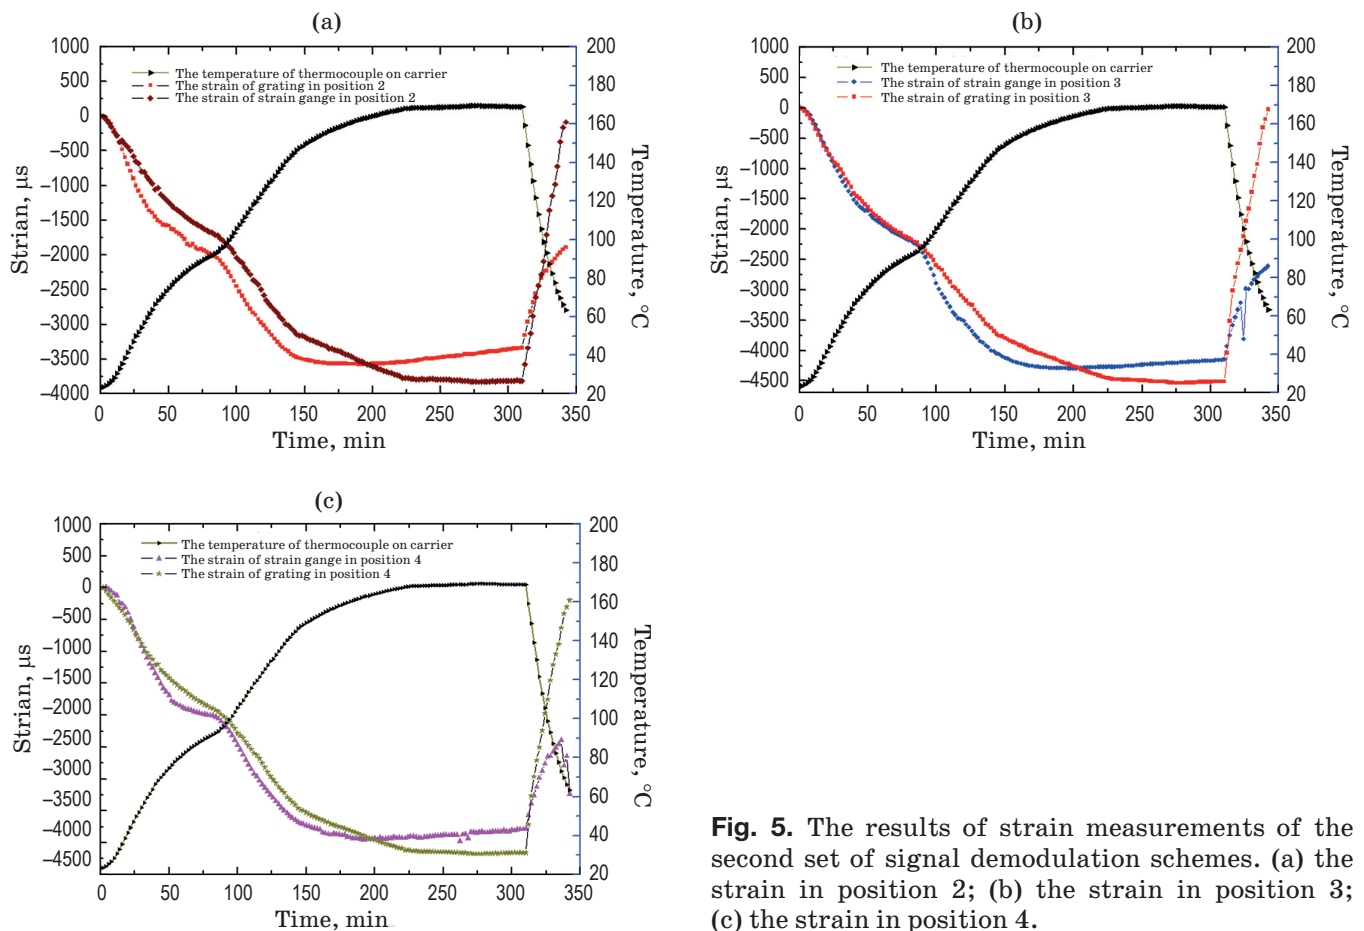 (a)
1000
500
0
–500
–1000
–1500
–2000
–2500
–3000
–3500
–4000
Strian, μs
The temperature of thermocouple on carrier
The strain of grating in position 2
The strain of strain gange in position 2
200
180
160
140
120
100
80
60
40
20
Temperature, °C
0 50 100 150 200 250 300 350
Time, min
(b)
1000
500
0
–500
–1000
–1500
–2000
–2500
–3000
–3500
–4000
–4500
Strian, μs
The temperature of thermocouple on carrier
The strain of strain gange in position 3
The strain of grating in position 3
200
180
160
140
120
100
80
60
40
20
Temperature, °C
0 50 100 150 200 250 300 350
Time, min
(c)
1000
500
0
–500
–1000
–1500
–2000
–2500
–3000
–3500
–4000
–4500
Strian, μs
The temperature of thermocouple on carrier
The strain of strain gange in position 4
The strain of grating in position 4
200
180
160
140
120
100
80
60
40
20
Temperature, °C
0 50 100 150 200 250 300 350
Time, min
Fig. 5. The results of strain measurements of the
second set of signal demodulation schemes. (a) the
strain in position 2; (b) the strain in position 3;
(c) the strain in position 4.